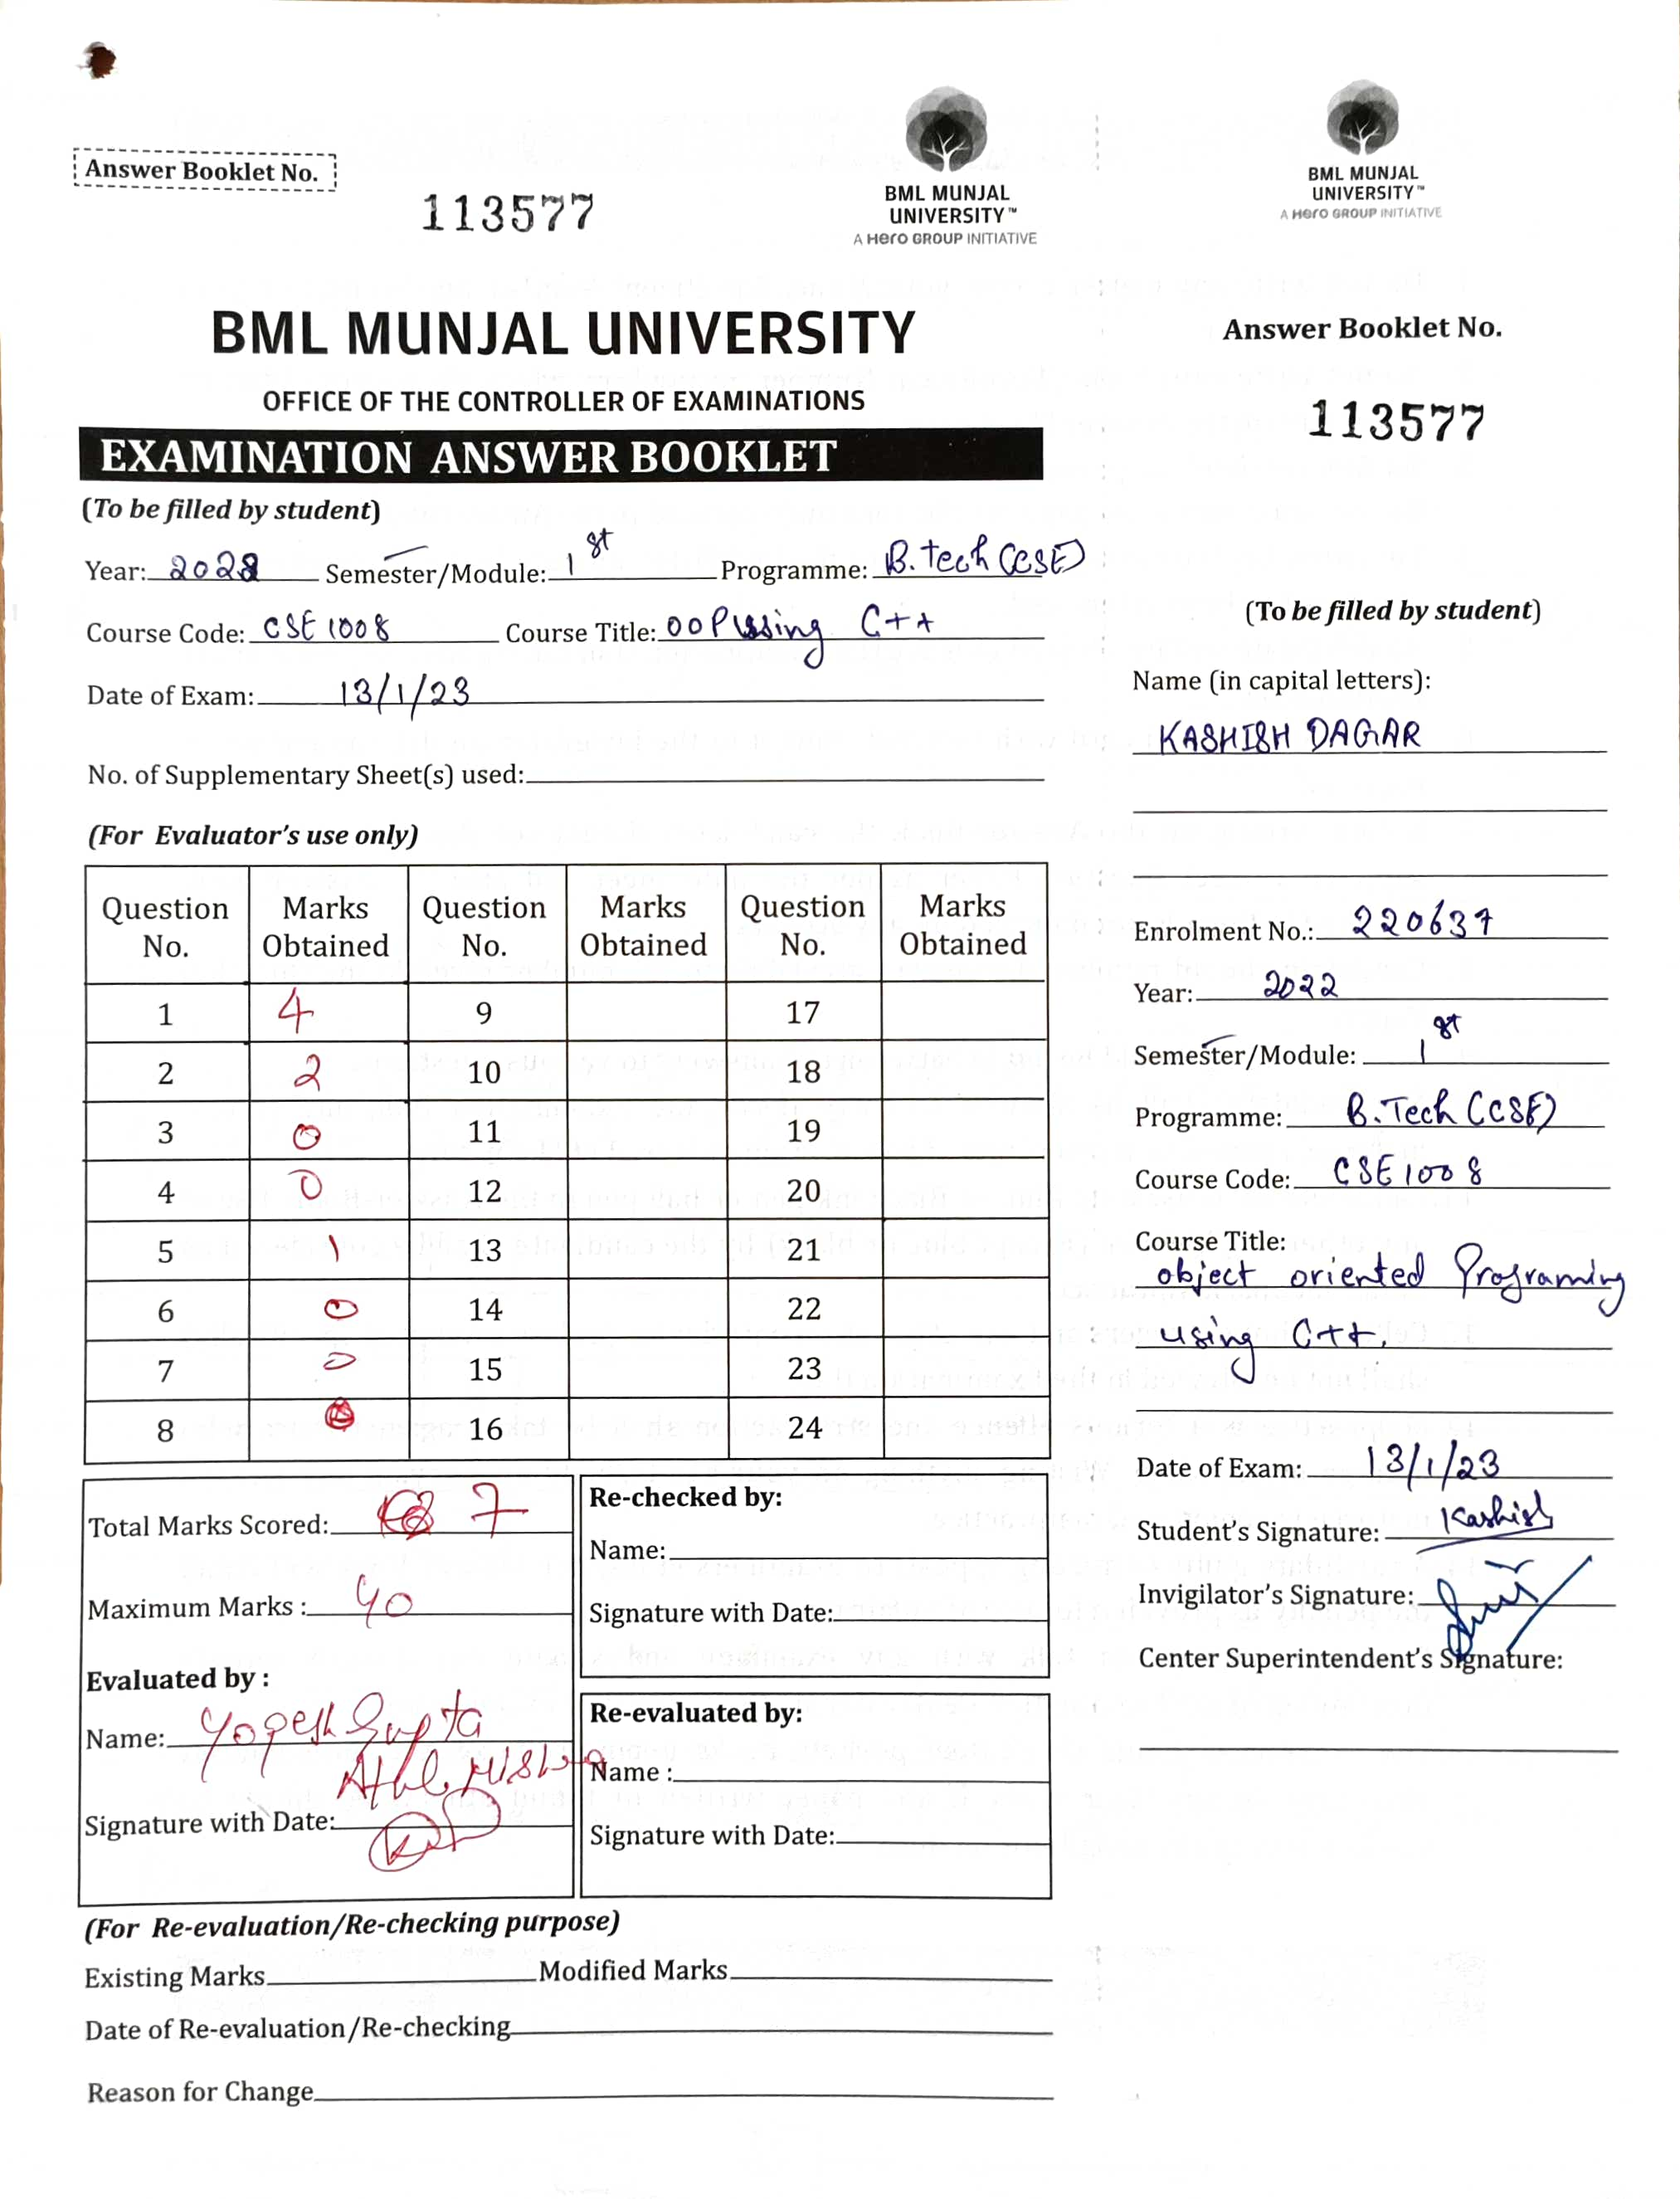 Answer Booklet No.
113577
BML MUNJAL
UNIVERSITY™
A Hero GROUP INITIATIVE
BML MUNJAL UNIVERSITY
OFFICE OF THE CONTROLLER OF EXAMINATIONS
EXAMINATION ANSWER BOOKLET
(To be filled by student)
Year: 2022 Semester/Module: 1st Programme: B.tech (CSE)
Course Code: CSE1008 Course Title: OOP using C++
Date of Exam: 13/1/23
No. of Supplementary Sheet(s) used:
(For Evaluator's use only)
Question No. Marks Obtained Question No. Marks Obtained Question No. Marks Obtained
1 4 9 17
2 2 10 18
3 0 11 19
4 0 12 20
5 1 13 21
6 0 14 22
7 0 15 23
8 16 24
Total Marks Scored: 7
Maximum Marks : 40
Evaluated by :
Name: Yogesh Gupta
Signature with Date:
Re-checked by:
Name:
Signature with Date:
Re-evaluated by:
Name :
Signature with Date:
(For Re-evaluation/Re-checking purpose)
Existing Marks Modified Marks
Date of Re-evaluation/Re-checking
Reason for Change
BML MUNJAL
UNIVERSITY™
A Hero GROUP INITIATIVE
Answer Booklet No.
113577
(To be filled by student)
Name (in capital letters):
KASHISH DAGAR
Enrolment No.: 220637
Year: 2022
Semester/Module: 1st
Programme: B.Tech (CSE)
Course Code: CSE1008
Course Title:
object oriented Programing
using C++.
Date of Exam: 13/1/23
Student's Signature: Kashish
Invigilator's Signature:
Center Superintendent's Signature: